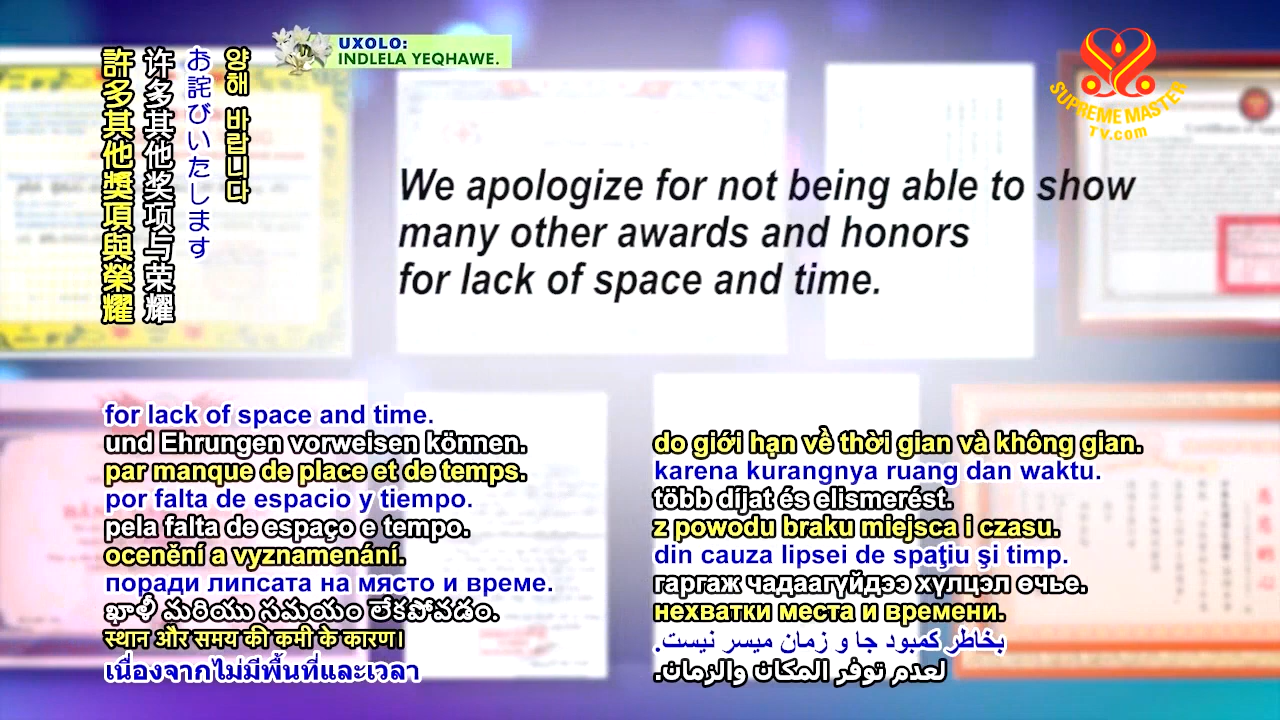 UXOLO:
INDLELA YEQHAWE.
SUPREME MASTER
TV.com
양해 바랍니다
お詫びいたします
许多其他奖项与荣耀
許多其他獎項與榮耀
We apologize for not being able to show
many other awards and honors
for lack of space and time.
for lack of space and time.
und Ehrungen vorweisen können.
par manque de place et de temps.
por falta de espacio y tiempo.
pela falta de espaço e tempo.
ocenění a vyznamenání.
поради липсата на място и време.
ఖాళీ మరియు సమయం లేకపోవడం.
स्थान और समय की कमी के कारण।
เนื่องจากไม่มีพื้นที่และเวลา
do giới hạn về thời gian và không gian.
karena kurangnya ruang dan waktu.
több díjat és elismerést.
z powodu braku miejsca i czasu.
din cauza lipsei de spaţiu şi timp.
гаргаж чадаагүйдээ хүлцэл өчье.
нехватки места и времени.
بخاطر کمبود جا و زمان میسر نیست.
لعدم توفر المكان والزمان.